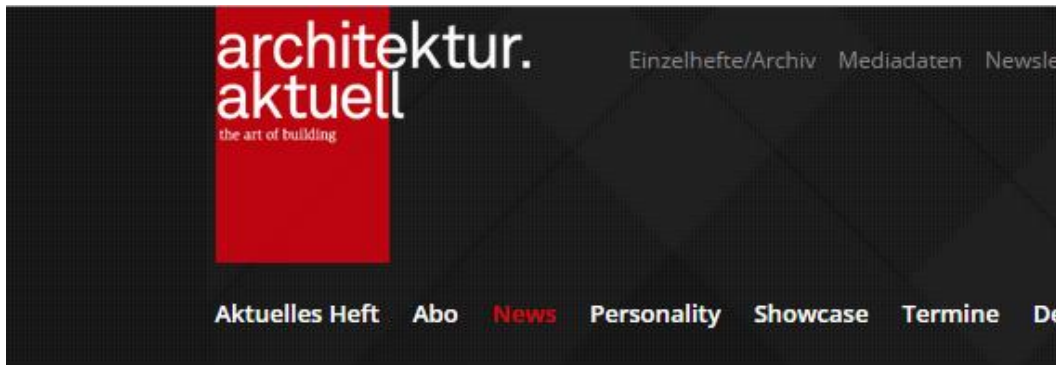 architektur.
aktuell
the art of building
Einzelhefte/Archiv Mediadaten
Aktuelles Heft Abo News Personality Showcase Termine